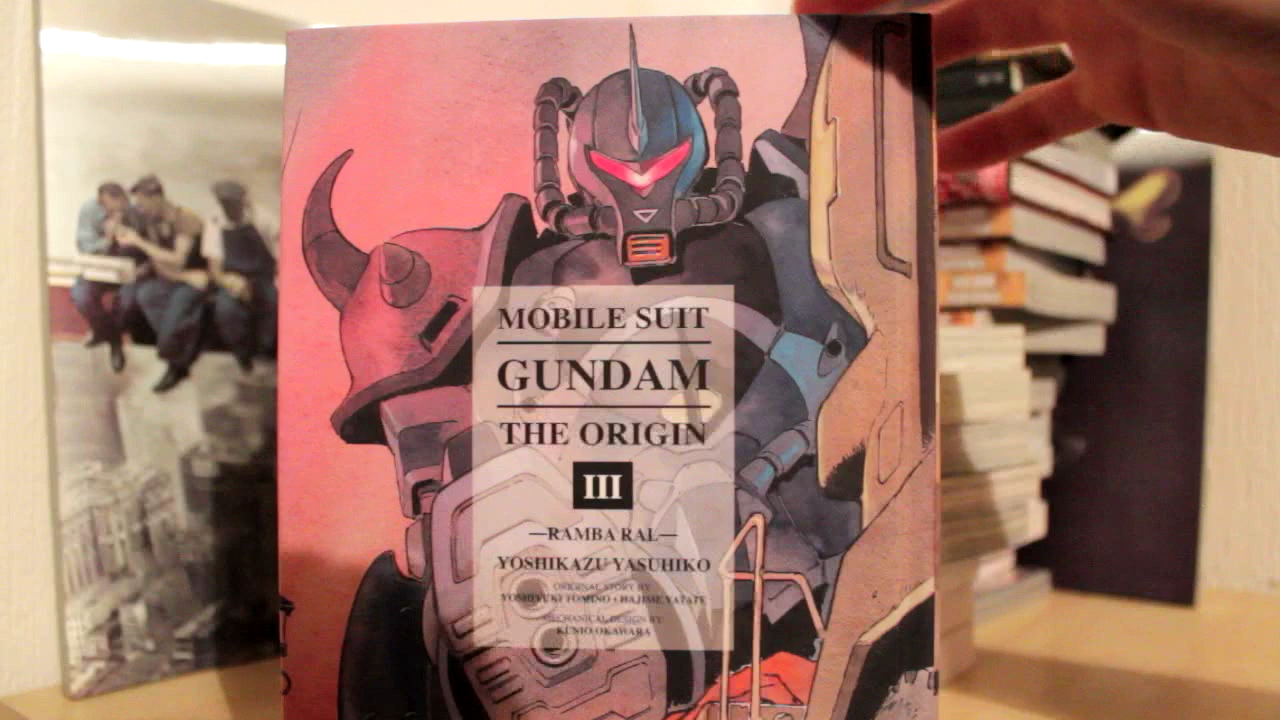 MOBILE SUIT
GUNDAM
THE ORIGIN
III
—RAMBA RAL—
YOSHIKAZU YASUHIKO
ORIGINAL STORY BY
YOSHIYUKI TOMINO • HAJIME YATATE
MECHANICAL DESIGN BY
KUNIO OKAWARA